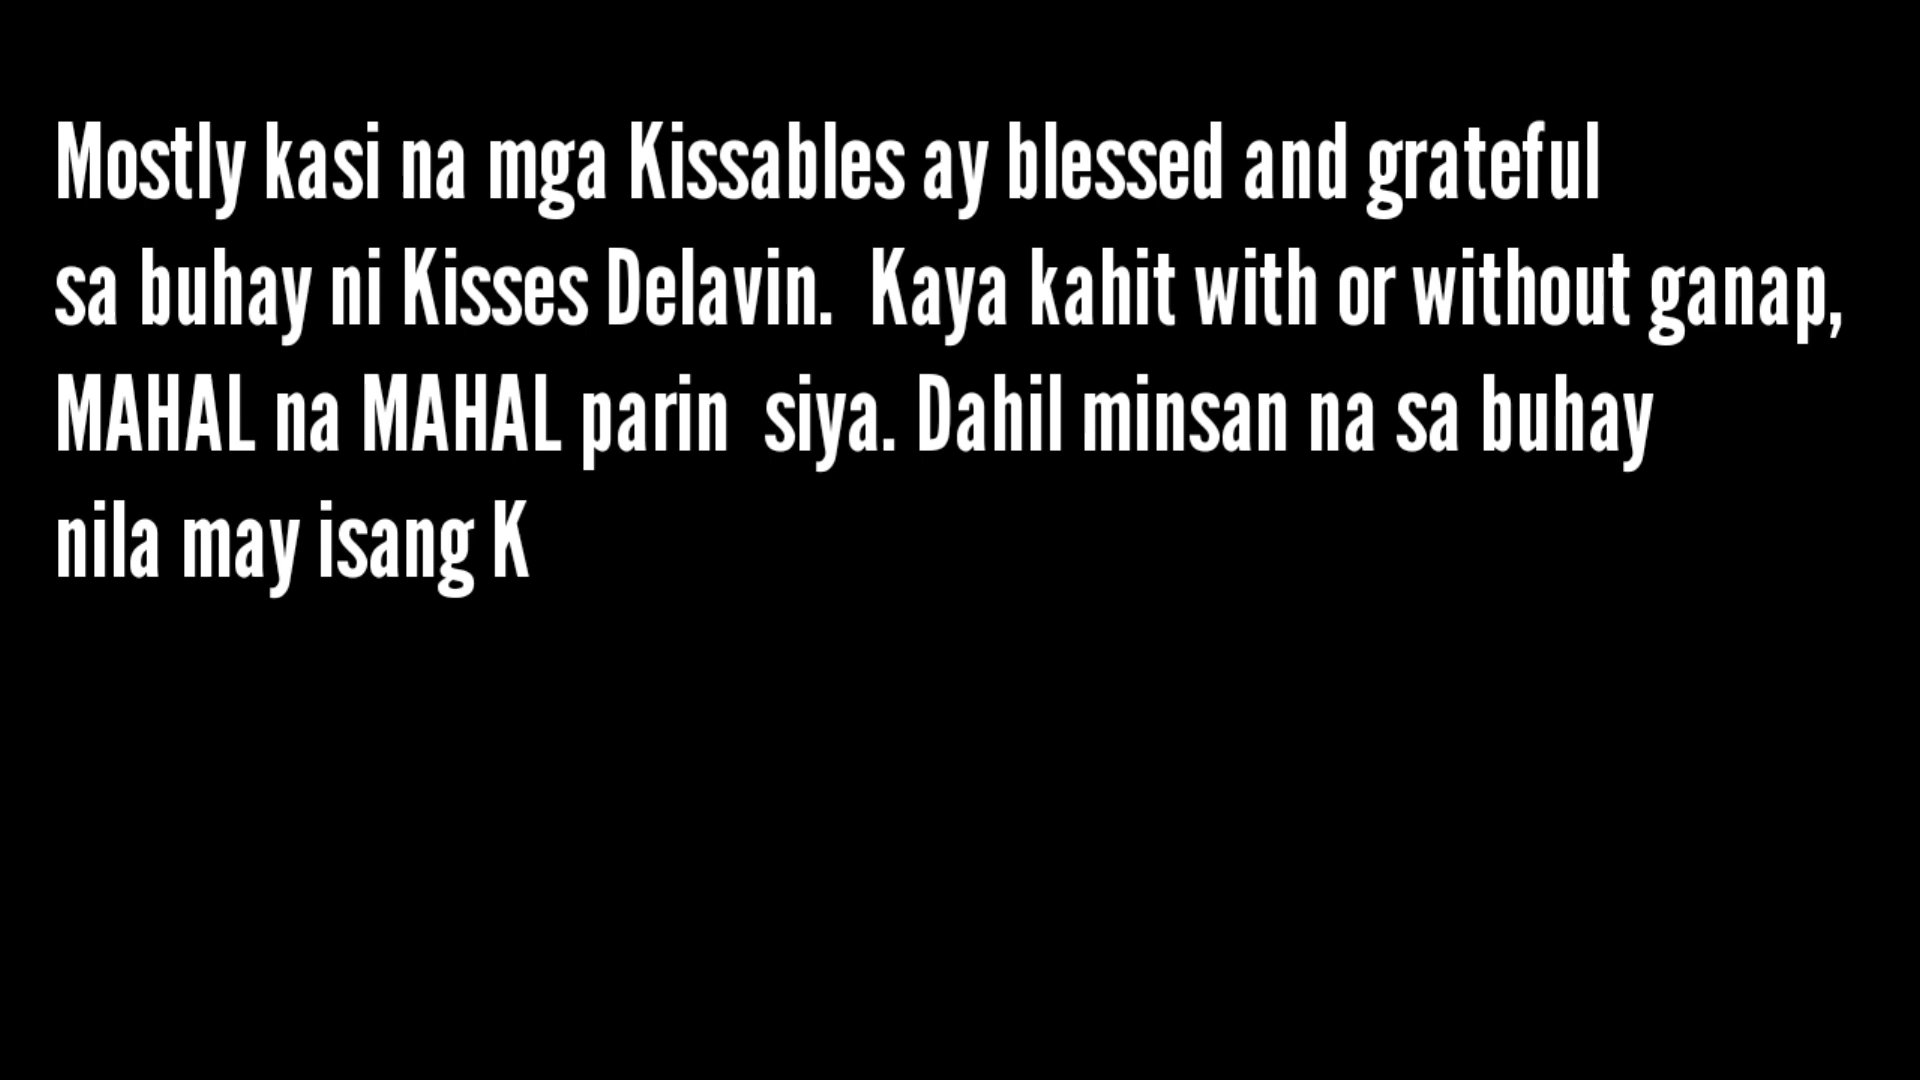 Mostly kasi na mga Kissables ay blessed and grateful
sa buhay ni Kisses Delavin.  Kaya kahit with or without ganap,
MAHAL na MAHAL parin  siya. Dahil minsan na sa buhay
nila may isang K